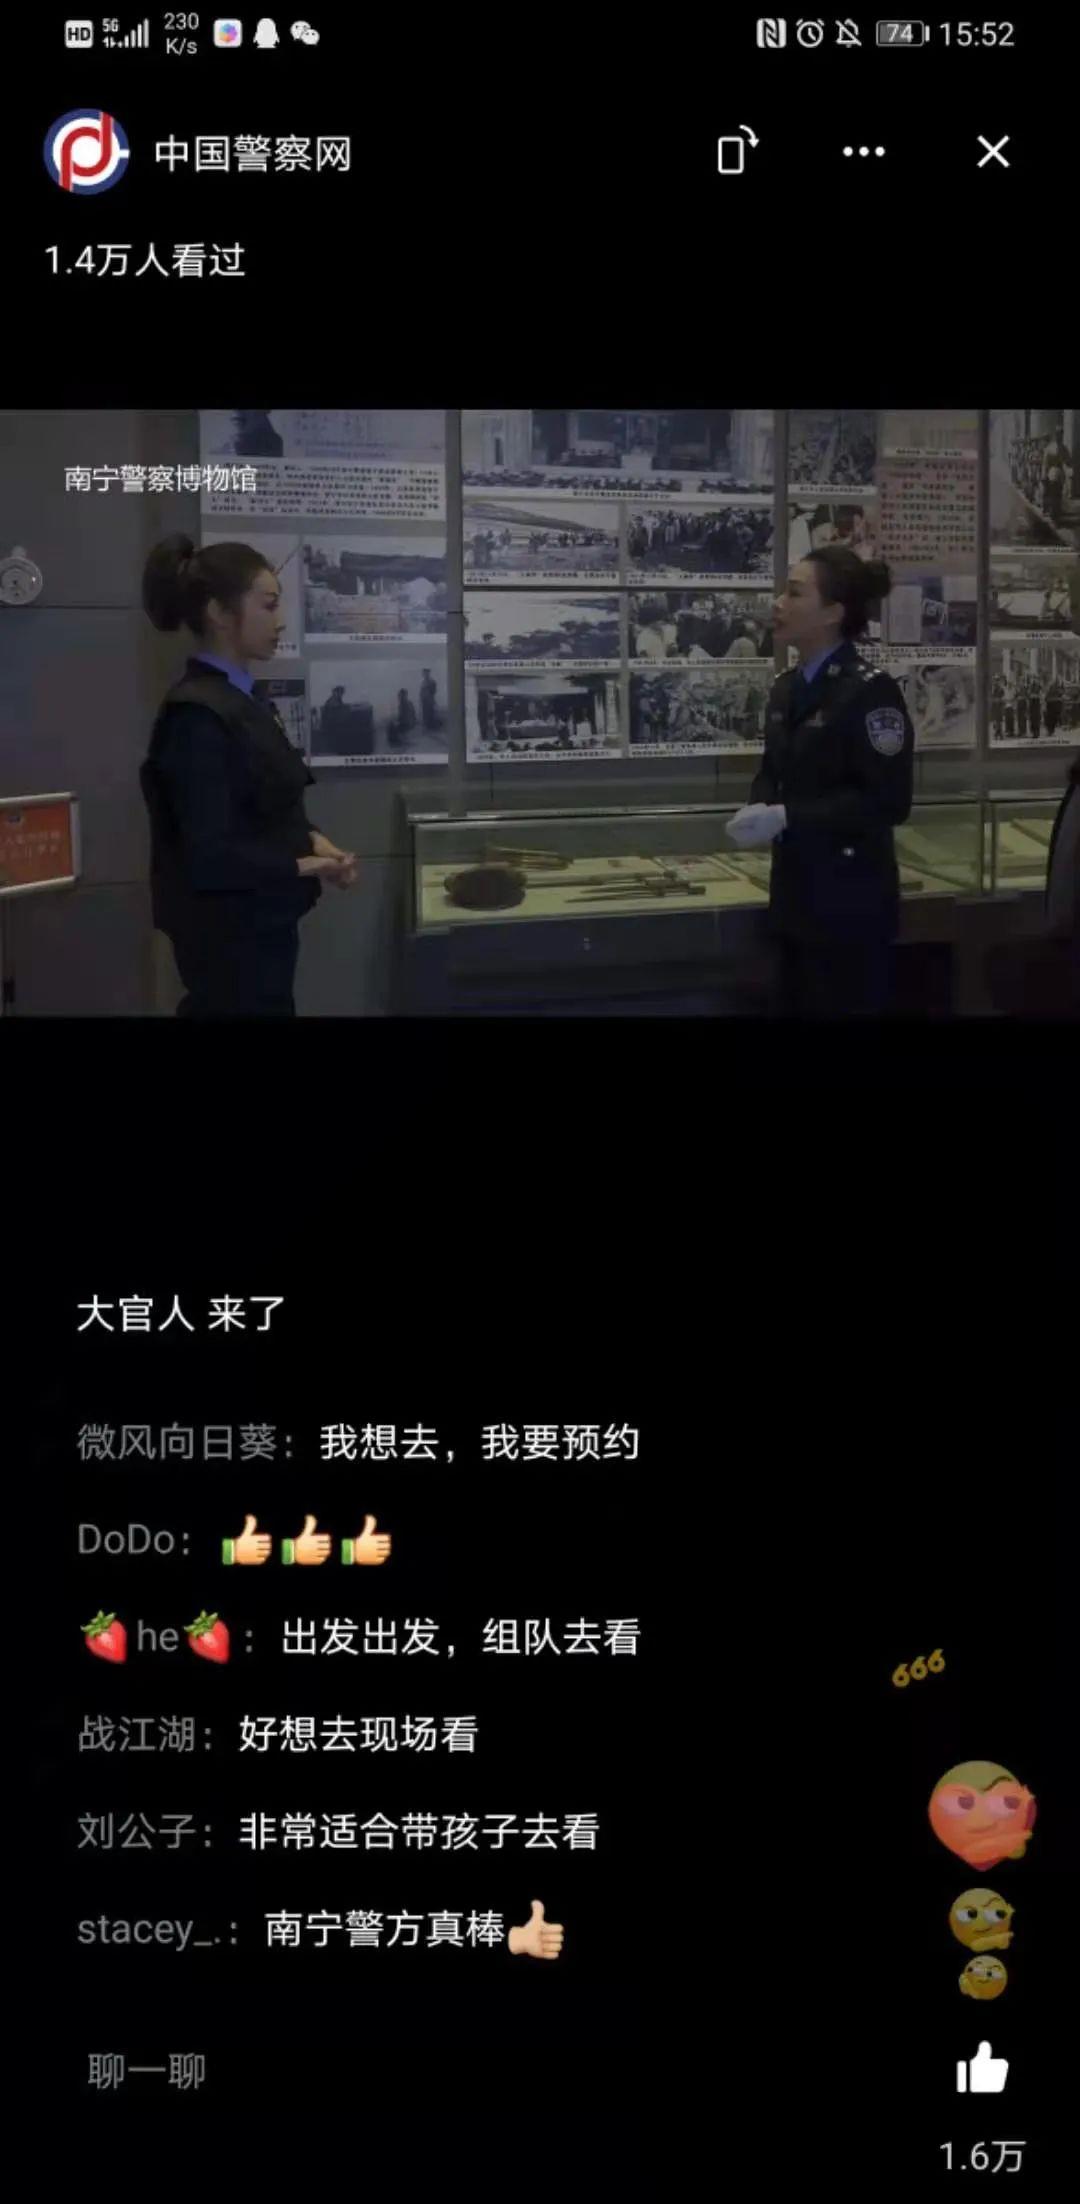 HD 5G 230 K/s 74 15:52
中国警察网
1.4万人看过
南宁警察博物馆
大官人 来了
微风向日葵：我想去，我要预约
DoDo：👍👍👍
🍓he🍓：出发出发，组队去看
666
战江湖：好想去现场看
刘公子：非常适合带孩子去看
stacey_.：南宁警方真棒👍
聊一聊
1.6万